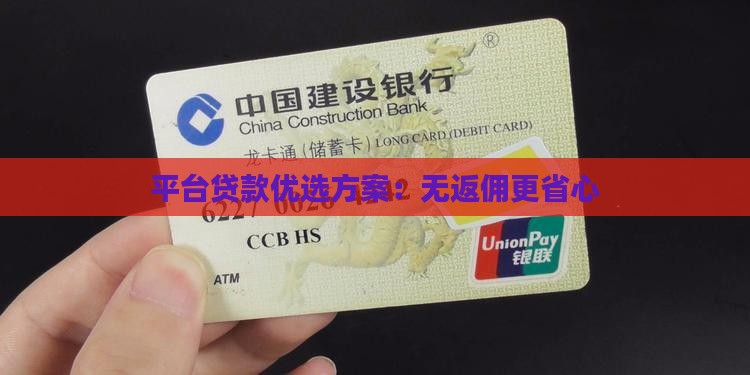 ®
中国建设银行
China Construction Bank
龙卡通(储蓄卡) LONG CARD (DEBIT CARD)
平台贷款优选方案：无返佣更省心
CCB HS
UnionPay
银联
ATM